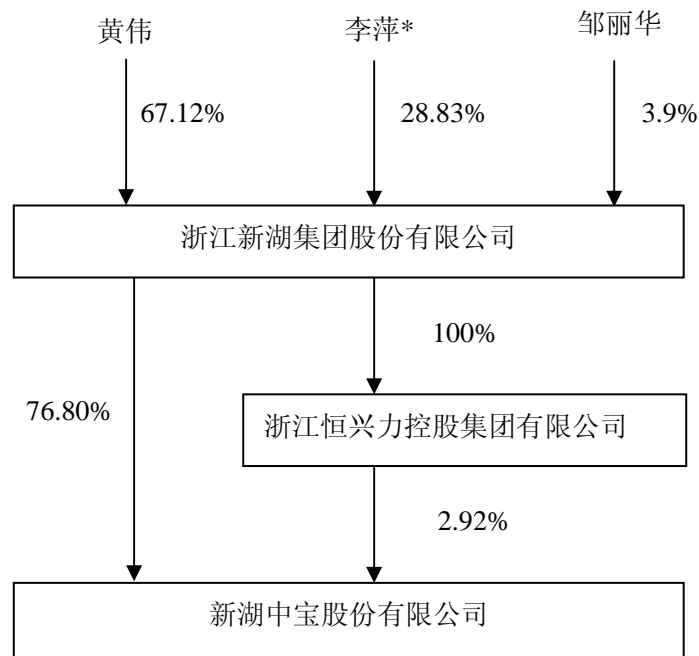 黄伟
李萍*
邹丽华
67.12%
28.83%
3.9%
浙江新湖集团股份有限公司
100%
76.80%
浙江恒兴力控股集团有限公司
2.92%
新湖中宝股份有限公司